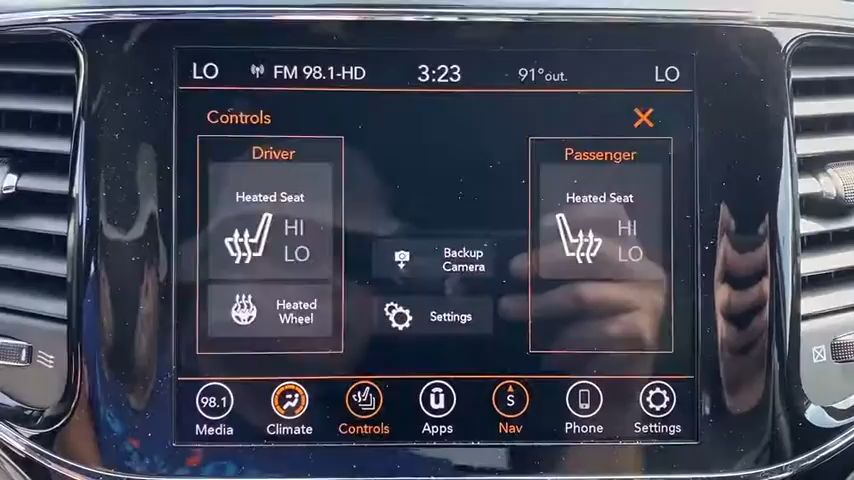 LO FM 98.1-HD 3:23 91°out. LO
Controls
Driver
Heated Seat
HI
LO
Heated
Wheel
Backup
Camera
Settings
Passenger
Heated Seat
HI
LO
98.1 S
Media Climate Controls Apps Nav Phone Settings